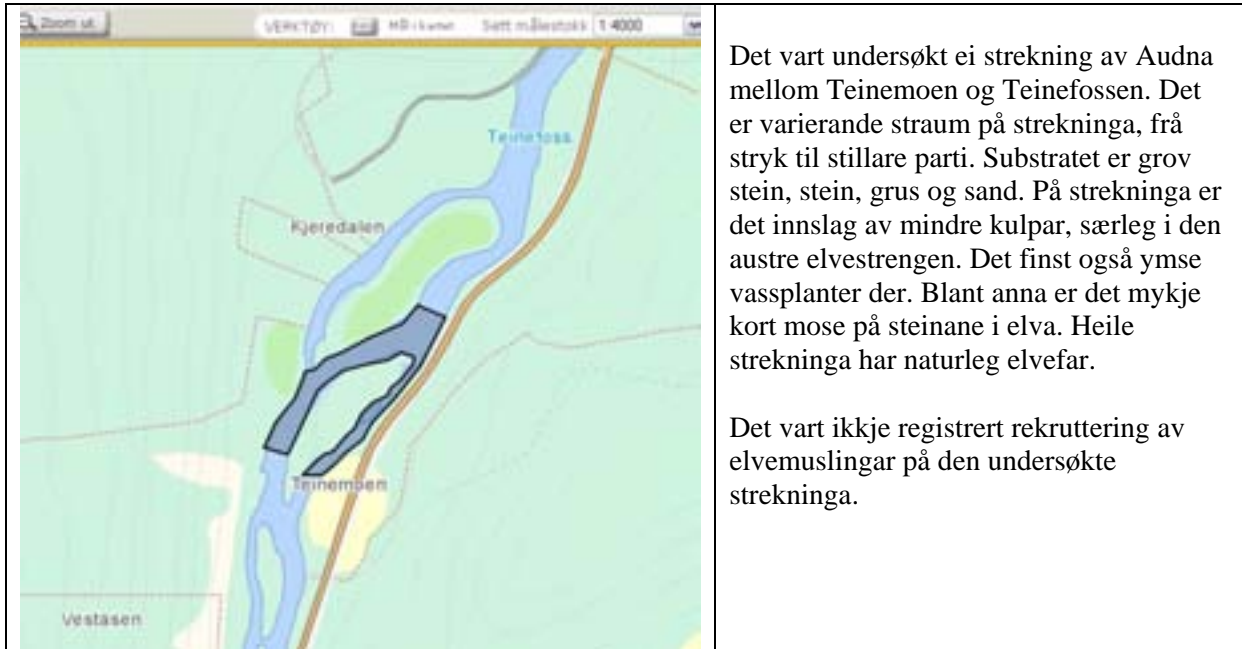 Zoom ut
VERKTØY: Mål i kartet Sett målestokk 1:4000
Teinefoss
Kjeredalen
Teinemoen
Vestasen
Det vart undersøkt ei strekning av Audna
mellom Teinemoen og Teinefossen. Det
er varierande straum på strekninga, frå
stryk til stillare parti. Substratet er grov
stein, stein, grus og sand. På strekninga er
det innslag av mindre kulpar, særleg i den
austre elvestrengen. Det finst også ymse
vassplanter der. Blant anna er det mykje
kort mose på steinane i elva. Heile
strekninga har naturleg elvefar.
Det vart ikkje registrert rekruttering av
elvemuslingar på den undersøkte
strekninga.